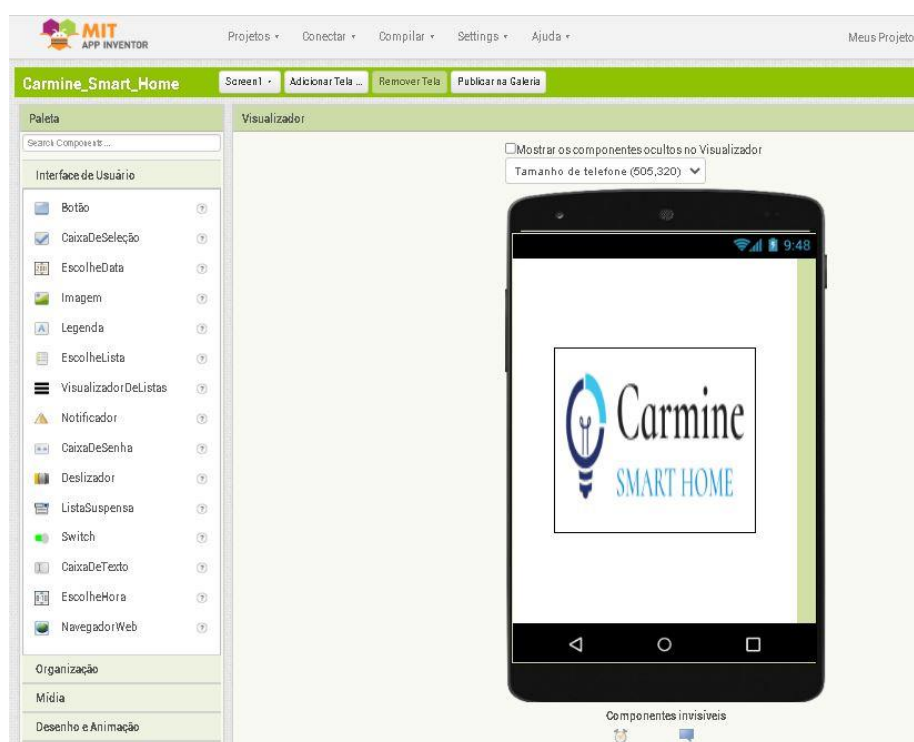 MIT
APP INVENTOR
Projetos Conectar Compilar Settings Ajuda Meus Projeto
Carmine_Smart_Home Screen1 Adicionar Tela ... Remover Tela Publicar na Galeria
Paleta
Search Components...
Interface de Usuário
Botão ?
CaixaDeSeleção ?
EscolheData ?
Imagem ?
Legenda ?
EscolheLista ?
VisualizadorDeListas ?
Notificador ?
CaixaDeSenha ?
Deslizador ?
ListaSuspensa ?
Switch ?
CaixaDeTexto ?
EscolheHora ?
NavegadorWeb ?
Organização
Mídia
Desenho e Animação
Visualizador
Mostrar os componentes ocultos no Visualizador
Tamanho de telefone (505,320)
9:48
Carmine
SMART HOME
Componentes invisíveis